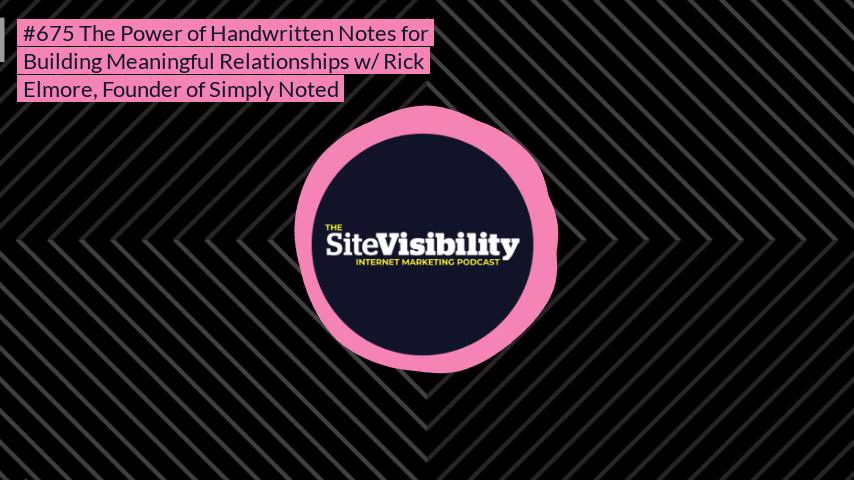 #675 The Power of Handwritten Notes for
Building Meaningful Relationships w/ Rick
Elmore, Founder of Simply Noted
THE
SiteVisibility
INTERNET MARKETING PODCAST